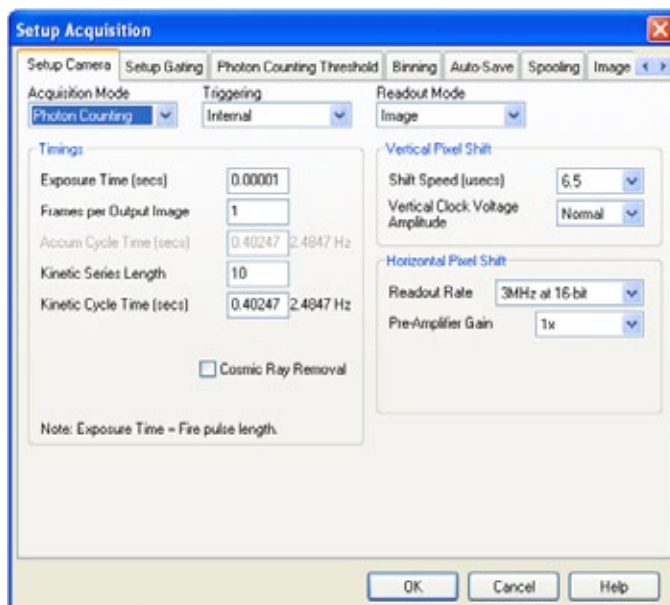 Setup Acquisition
Setup Camera Setup Gating Photon Counting Threshold Binning Auto-Save Spooling Image
Acquisition Mode Triggering Readout Mode
Photon Counting Internal Image
Timings Vertical Pixel Shift
Exposure Time (secs) 0.00001 Shift Speed (usecs) 6.5
Frames per Output Image 1 Vertical Clock Voltage
Amplitude Normal
Accum Cycle Time (secs) 0.40247 2.4847 Hz
Kinetic Series Length 10 Horizontal Pixel Shift
Kinetic Cycle Time (secs) 0.40247 2.4847 Hz Readout Rate 3MHz at 16-bit
Pre-Amplifier Gain 1x
Cosmic Ray Removal
Note: Exposure Time = Fire pulse length.
OK Cancel Help